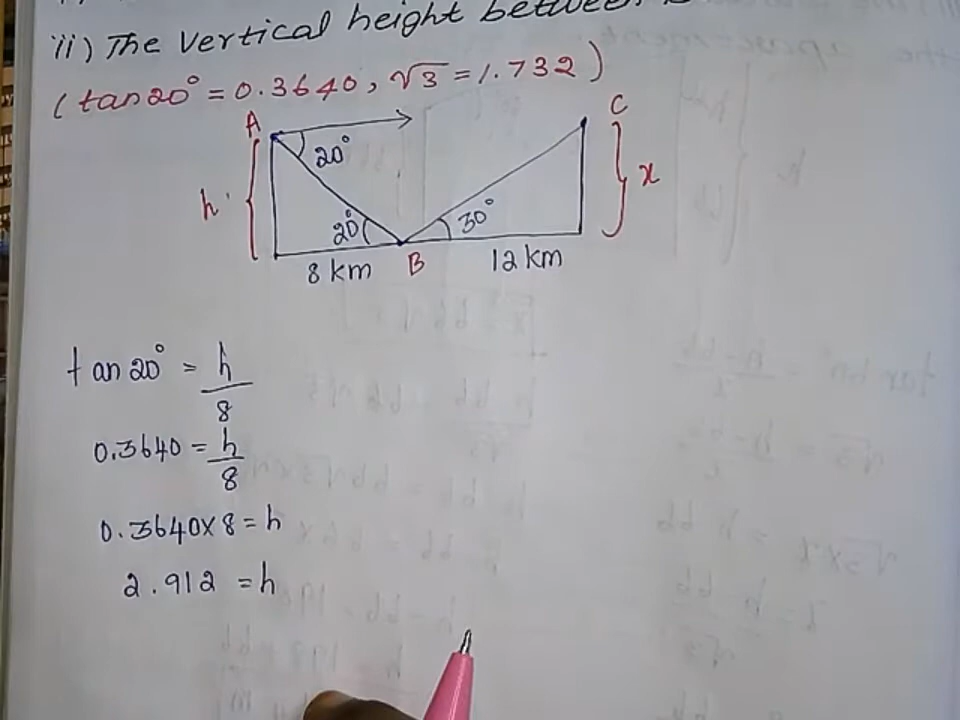 ii) The vertical height between
(tan20° = 0.3640, √3 = 1.732)
A
C
20°
h
x
20°
30°
8 km
B
12 km
tan 20° = h/8
0.3640 = h/8
0.3640 × 8 = h
2.912 = h